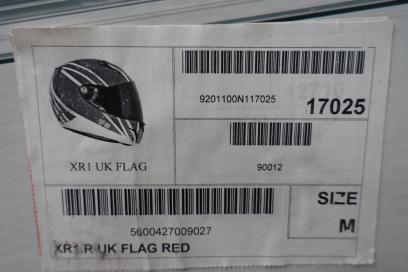 9201100N117025
17025
XR1 UK FLAG
90012
5600427009027
SIZE
M
XR1.R UK FLAG RED